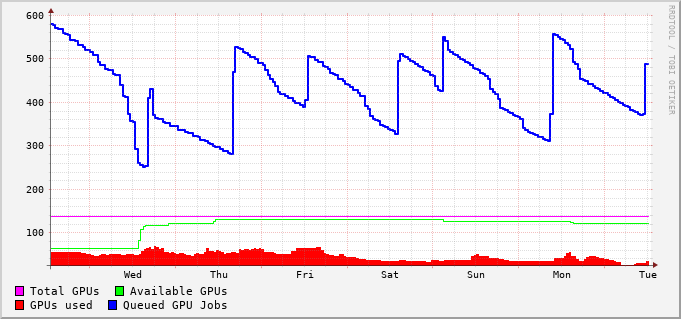 600
500
400
300
200
100
Wed Thu Fri Sat Sun Mon Tue
Total GPUs Available GPUs
GPUs used Queued GPU Jobs
RRDTOOL / TOBI OETIKER